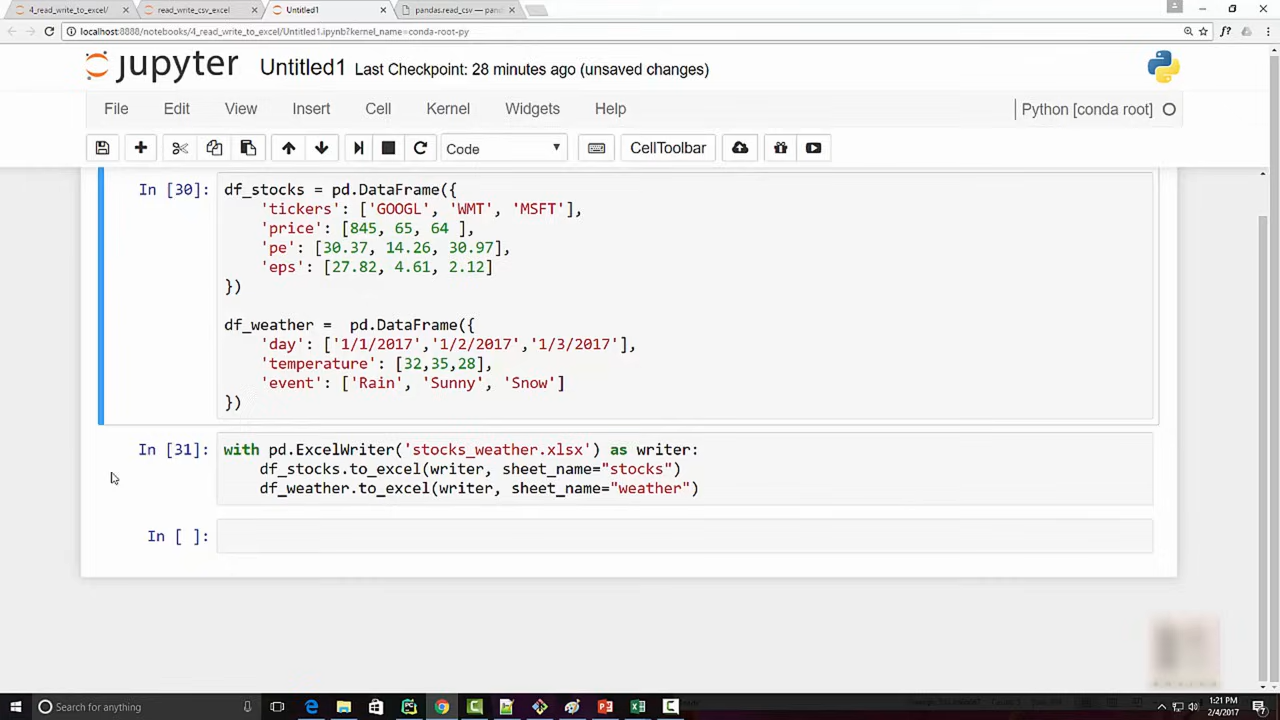 4_read_write_to_excel/
read_write_csv_excel
Untitled1
pandas.read_csv — pand
localhost:8888/notebooks/4_read_write_to_excel/Untitled1.ipynb?kernel_name=conda-root-py
f?
jupyter Untitled1 Last Checkpoint: 28 minutes ago (unsaved changes)
File Edit View Insert Cell Kernel Widgets Help Python [conda root]
Code CellToolbar
In [30]: df_stocks = pd.DataFrame({
'tickers': ['GOOGL', 'WMT', 'MSFT'],
'price': [845, 65, 64 ],
'pe': [30.37, 14.26, 30.97],
'eps': [27.82, 4.61, 2.12]
})
df_weather =  pd.DataFrame({
'day': ['1/1/2017','1/2/2017','1/3/2017'],
'temperature': [32,35,28],
'event': ['Rain', 'Sunny', 'Snow']
})
In [31]: with pd.ExcelWriter('stocks_weather.xlsx') as writer:
df_stocks.to_excel(writer, sheet_name="stocks")
df_weather.to_excel(writer, sheet_name="weather")
In [ ]:
Search for anything
1:21 PM
2/4/2017